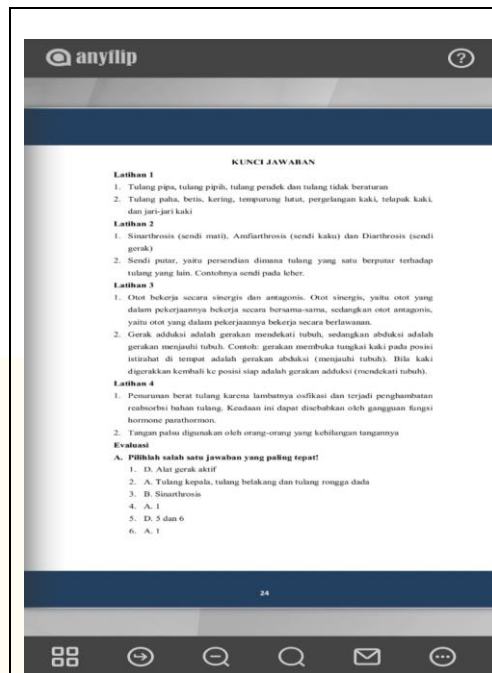 anyflip
?
KUNCI JAWABAN
Latihan 1
1. Tulang pipa, tulang pipih, tulang pendek dan tulang tidak beraturan
2. Tulang paha, betis, kering, tempurung lutut, pergelangan kaki, telapak kaki,
dan jari-jari kaki
Latihan 2
1. Sinarthrosis (sendi mati), Amfiarthrosis (sendi kaku) dan Diarthrosis (sendi
gerak)
2. Sendi putar, yaitu persendian dimana tulang yang satu berputar terhadap
tulang yang lain. Contohnya sendi pada leher.
Latihan 3
1. Otot bekerja secara sinergis dan antagonis. Otot sinergis, yaitu otot yang
dalam pekerjaannya bekerja secara bersama-sama, sedangkan otot antagonis,
yaitu otot yang dalam pekerjaannya bekerja secara berlawanan.
2. Gerak adduksi adalah gerakan mendekati tubuh, sedangkan abduksi adalah
gerakan menjauhi tubuh. Contoh: gerakan membuka tungkai kaki pada posisi
istirahat di tempat adalah gerakan abduksi (menjauhi tubuh). Bila kaki
digerakkan kembali ke posisi siap adalah gerakan adduksi (mendekati tubuh).
Latihan 4
1. Penurunan berat tulang karena lambatnya osfikasi dan terjadi penghambatan
reabsorbsi bahan tulang. Keadaan ini dapat disebabkan oleh gangguan fungsi
hormone parathormon.
2. Tangan palsu digunakan oleh orang-orang yang kehilangan tangannya
Evaluasi
A. Pilihlah salah satu jawaban yang paling tepat!
1. D. Alat gerak aktif
2. A. Tulang kepala, tulang belakang dan tulang rongga dada
3. B. Sinarthrosis
4. A. 1
5. D. 5 dan 6
6. A. 1
24